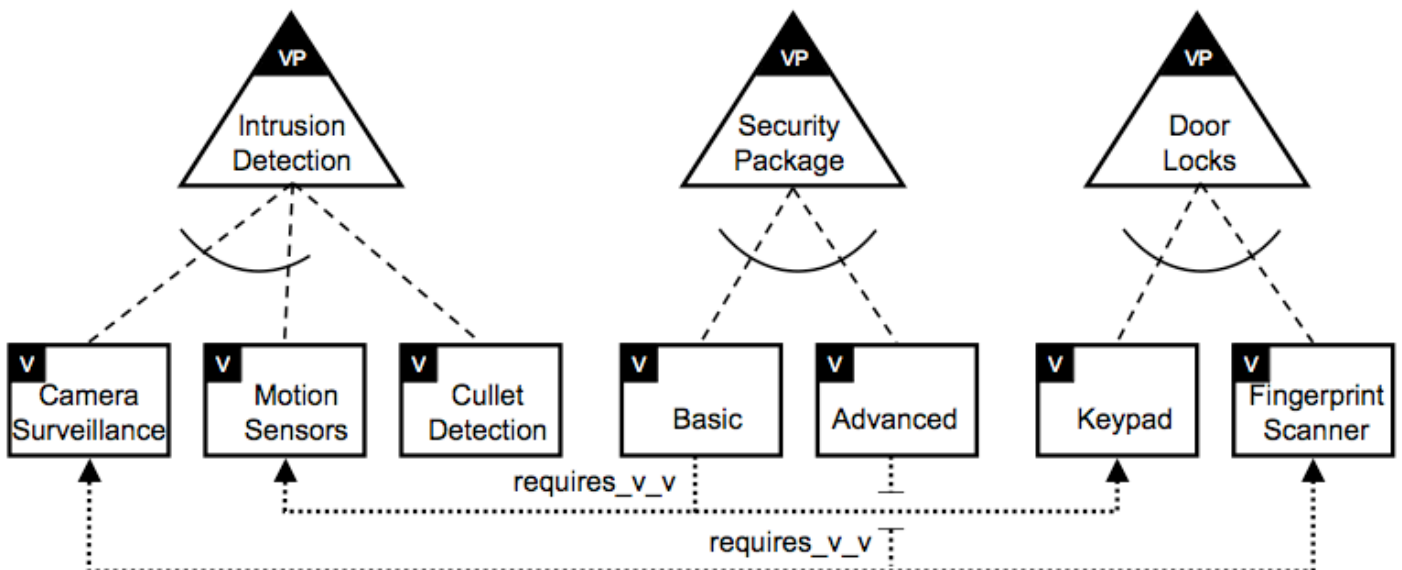 VP
Intrusion
Detection
VP
Security
Package
VP
Door
Locks
V
Camera
Surveillance
V
Motion
Sensors
V
Cullet
Detection
V
Basic
V
Advanced
V
Keypad
V
Fingerprint
Scanner
requires_v_v
requires_v_v